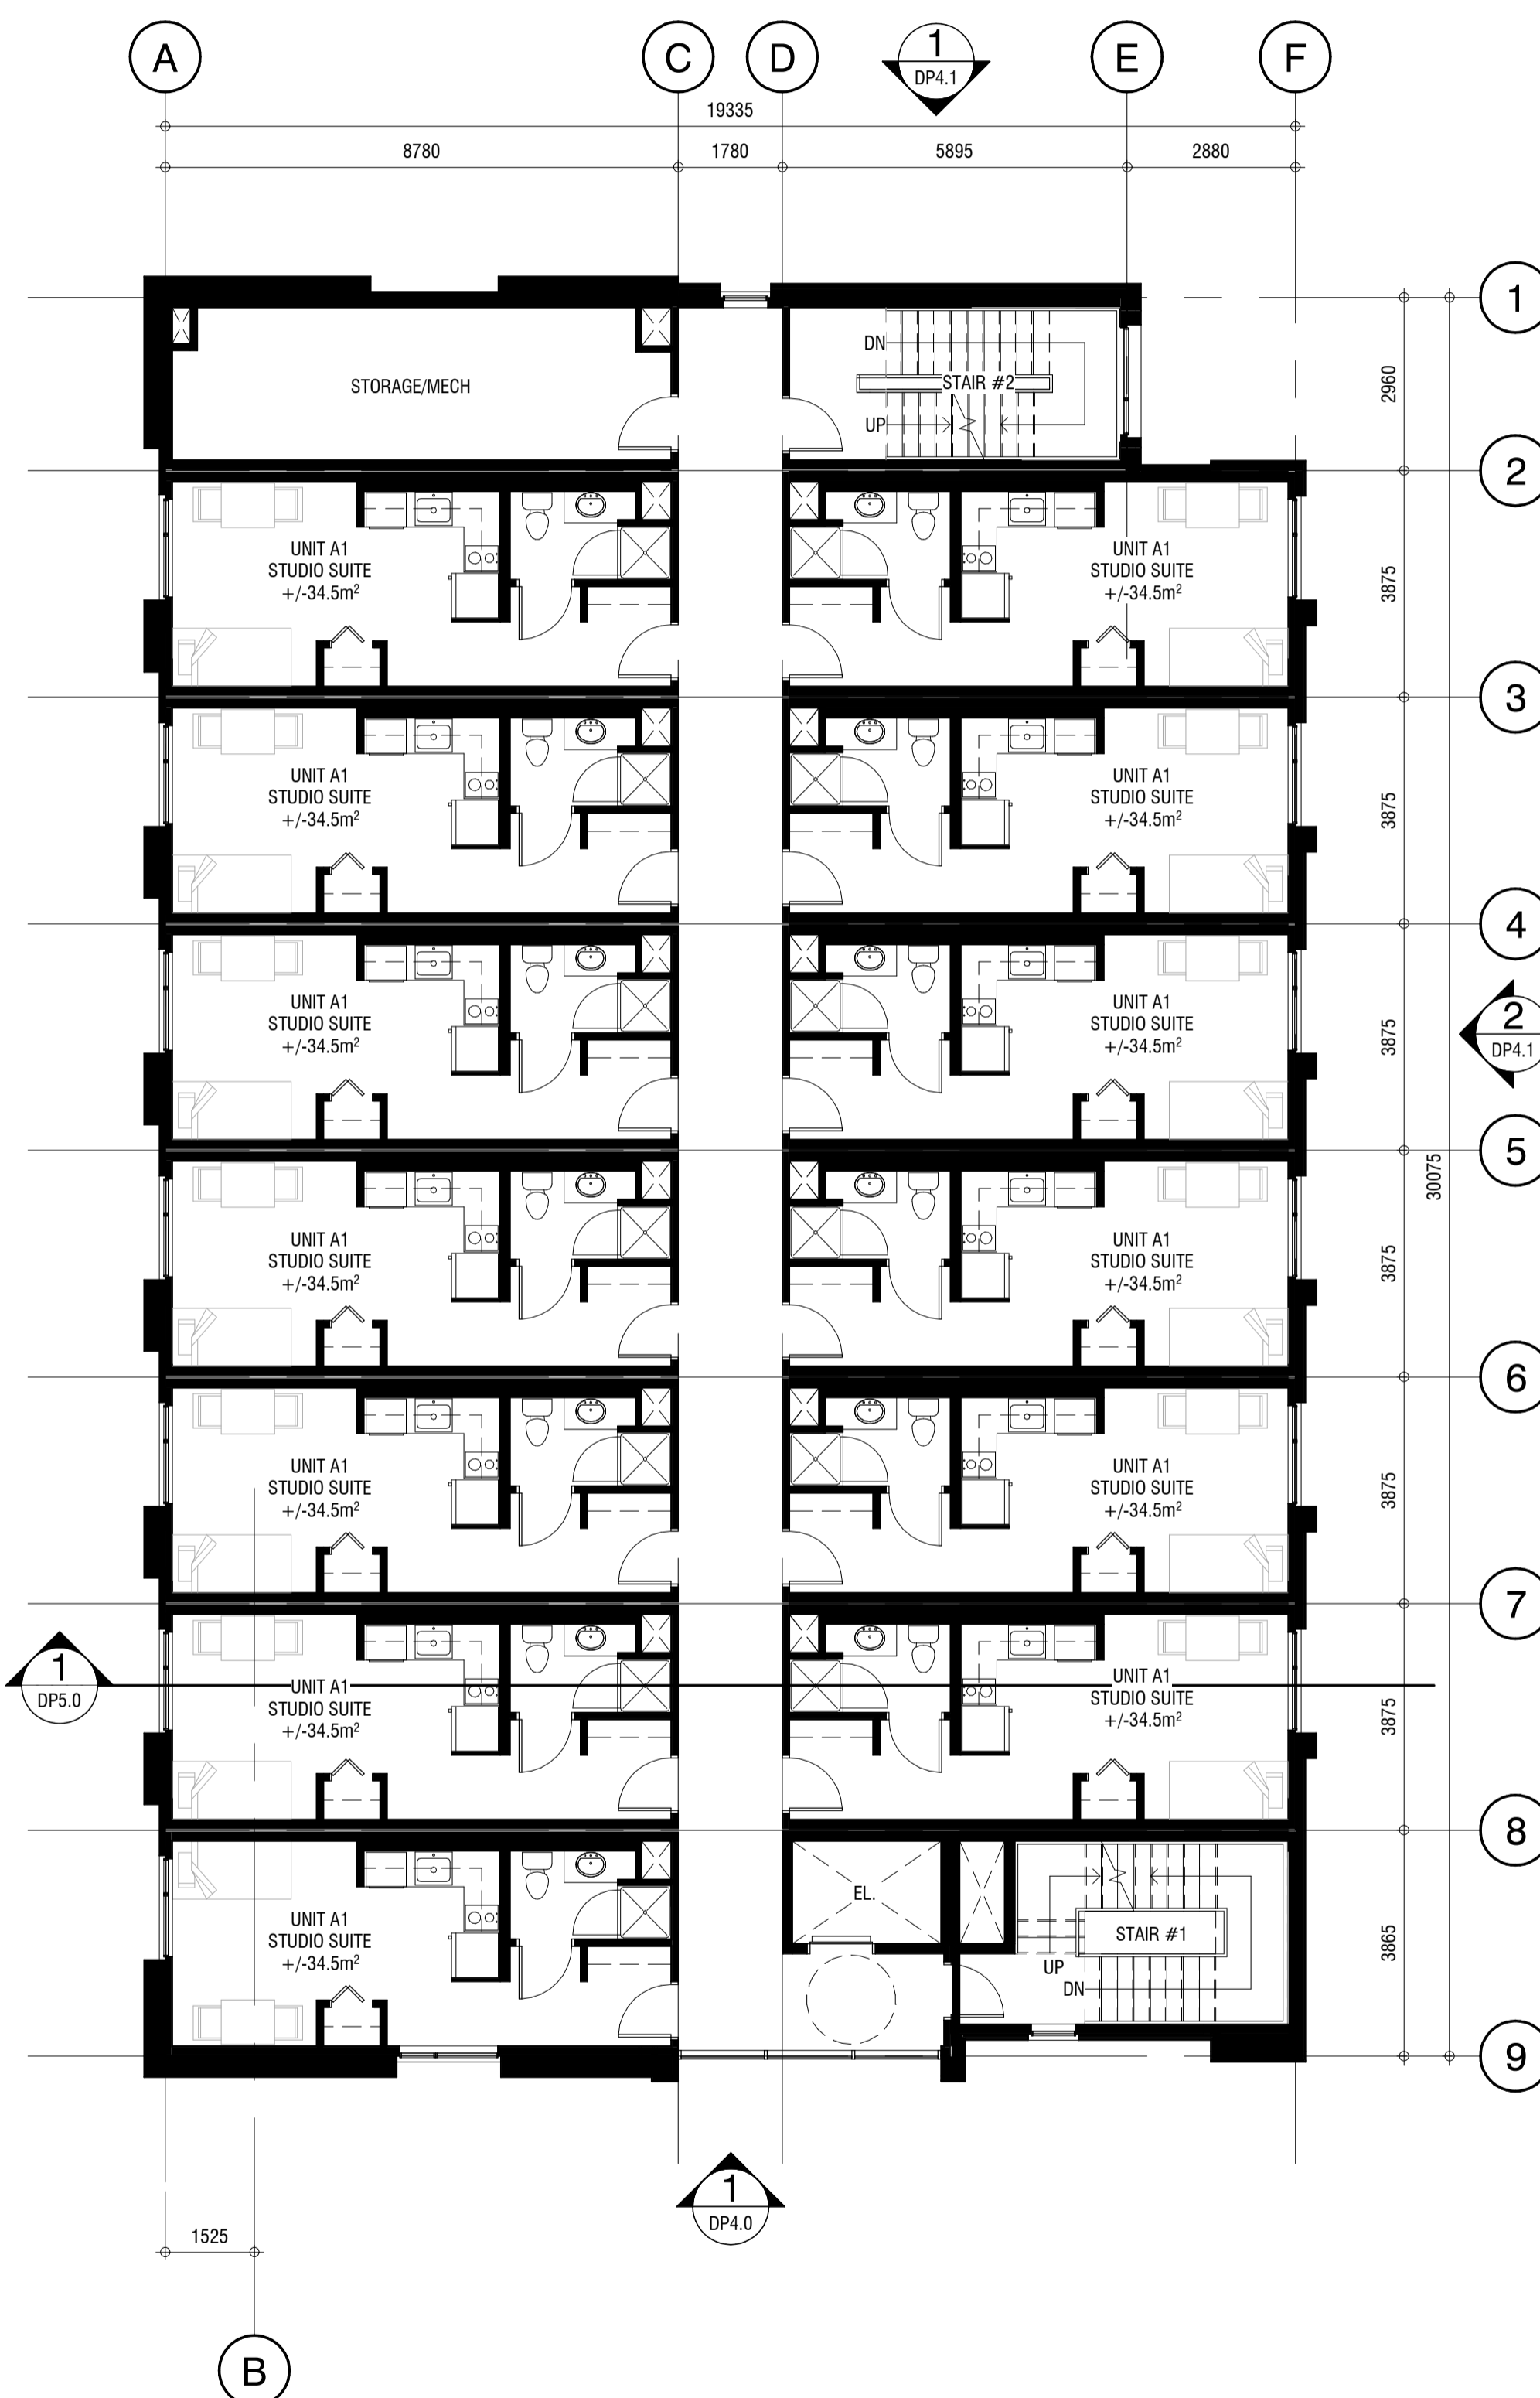 A C D 1 E F
DP4.1
19335
8780 1780 5895 2880
1
DN
STORAGE/MECH STAIR #2 2960
UP
2
UNIT A1 UNIT A1
STUDIO SUITE STUDIO SUITE 3875
+/-34.5m² +/-34.5m²
3
UNIT A1 UNIT A1
STUDIO SUITE STUDIO SUITE 3875
+/-34.5m² +/-34.5m²
4
UNIT A1 UNIT A1 2
STUDIO SUITE STUDIO SUITE 3875 DP4.1
+/-34.5m² +/-34.5m²
5
30075
UNIT A1 UNIT A1
STUDIO SUITE STUDIO SUITE 3875
+/-34.5m² +/-34.5m²
6
UNIT A1 UNIT A1
STUDIO SUITE STUDIO SUITE 3875
+/-34.5m² +/-34.5m²
7
1 UNIT A1 UNIT A1
DP5.0 STUDIO SUITE STUDIO SUITE 3875
+/-34.5m² +/-34.5m²
8
EL.
UNIT A1
STUDIO SUITE STAIR #1 3865
+/-34.5m²
UP
DN
9
1
DP4.0
1525
B